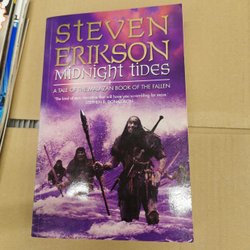 STEVEN
ERIKSON
MIDNIGHT TIDES
A TALE OF THE MALAZAN BOOK OF THE FALLEN
STEPHEN R. DONALDSON